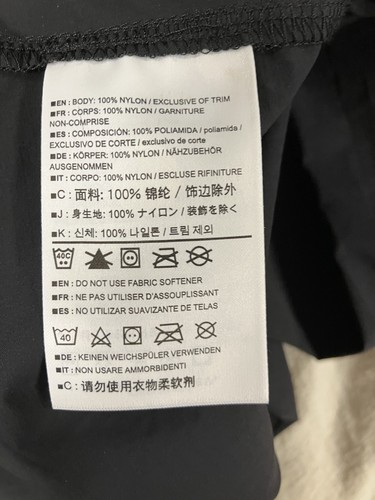 ■EN: BODY: 100% NYLON / EXCLUSIVE OF TRIM
■FR: CORPS: 100% NYLON / GARNITURE
NON-COMPRISE
■ES: COMPOSICIÓN: 100% POLIAMIDA / poliamida /
EXCLUSIVO DE CORTE / exclusivo de corte
■DE: KÖRPER: 100% NYLON / NÄHZUBEHÖR
AUSGENOMMEN
■IT: CORPO: 100% NYLON / ESCLUSE RIFINITURE
■C: 面料: 100% 锦纶 / 饰边除外
■J: 身生地: 100% ナイロン / 装飾を除く
■K: 신체: 100% 나일론 / 트림 제외
40C
■EN: DO NOT USE FABRIC SOFTENER
■FR: NE PAS UTILISER D'ASSOUPLISSANT
■ES: NO UTILIZAR SUAVIZANTE DE TELAS
40
■DE: KEINEN WEICHSPÜLER VERWENDEN
■IT: NON USARE AMMORBIDENTI
■C: 请勿使用衣物柔软剂